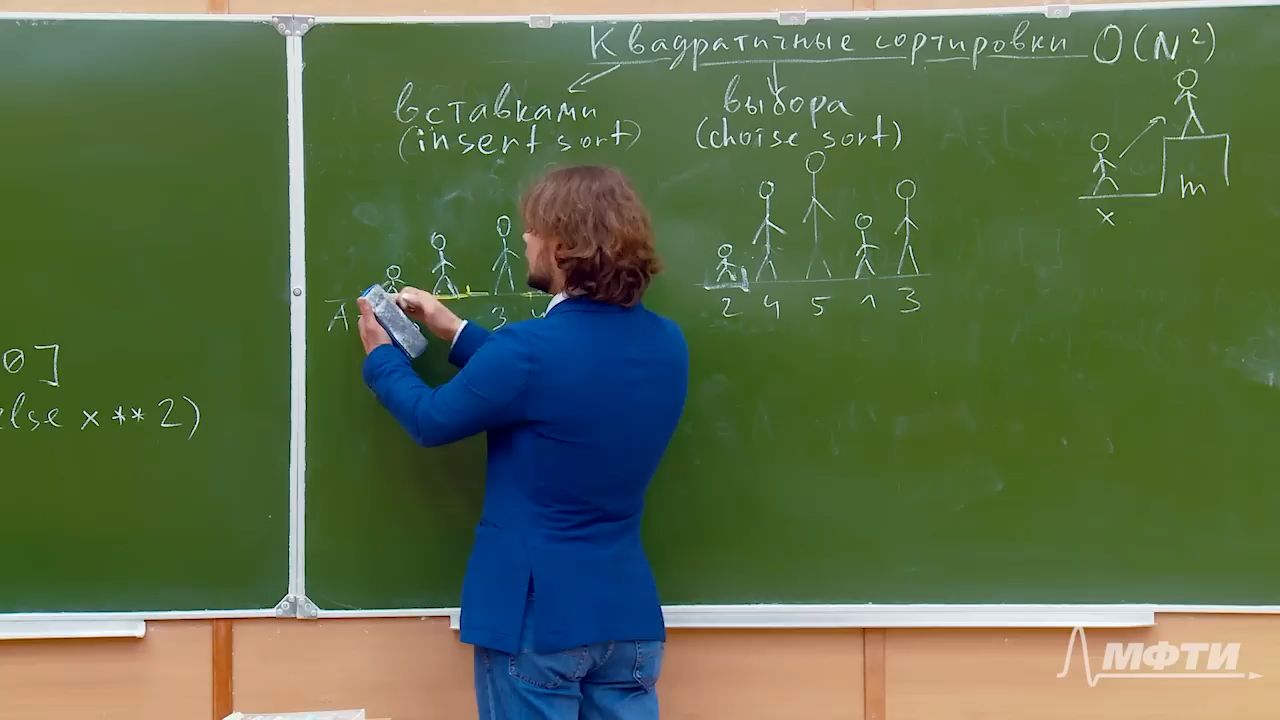 Квадратичные сортировки O(N²)
вставками
(insert sort)
выбора
(choise sort)
x
m
A
3
2 4 5 1 3
0]
else x ** 2)
МФТИ